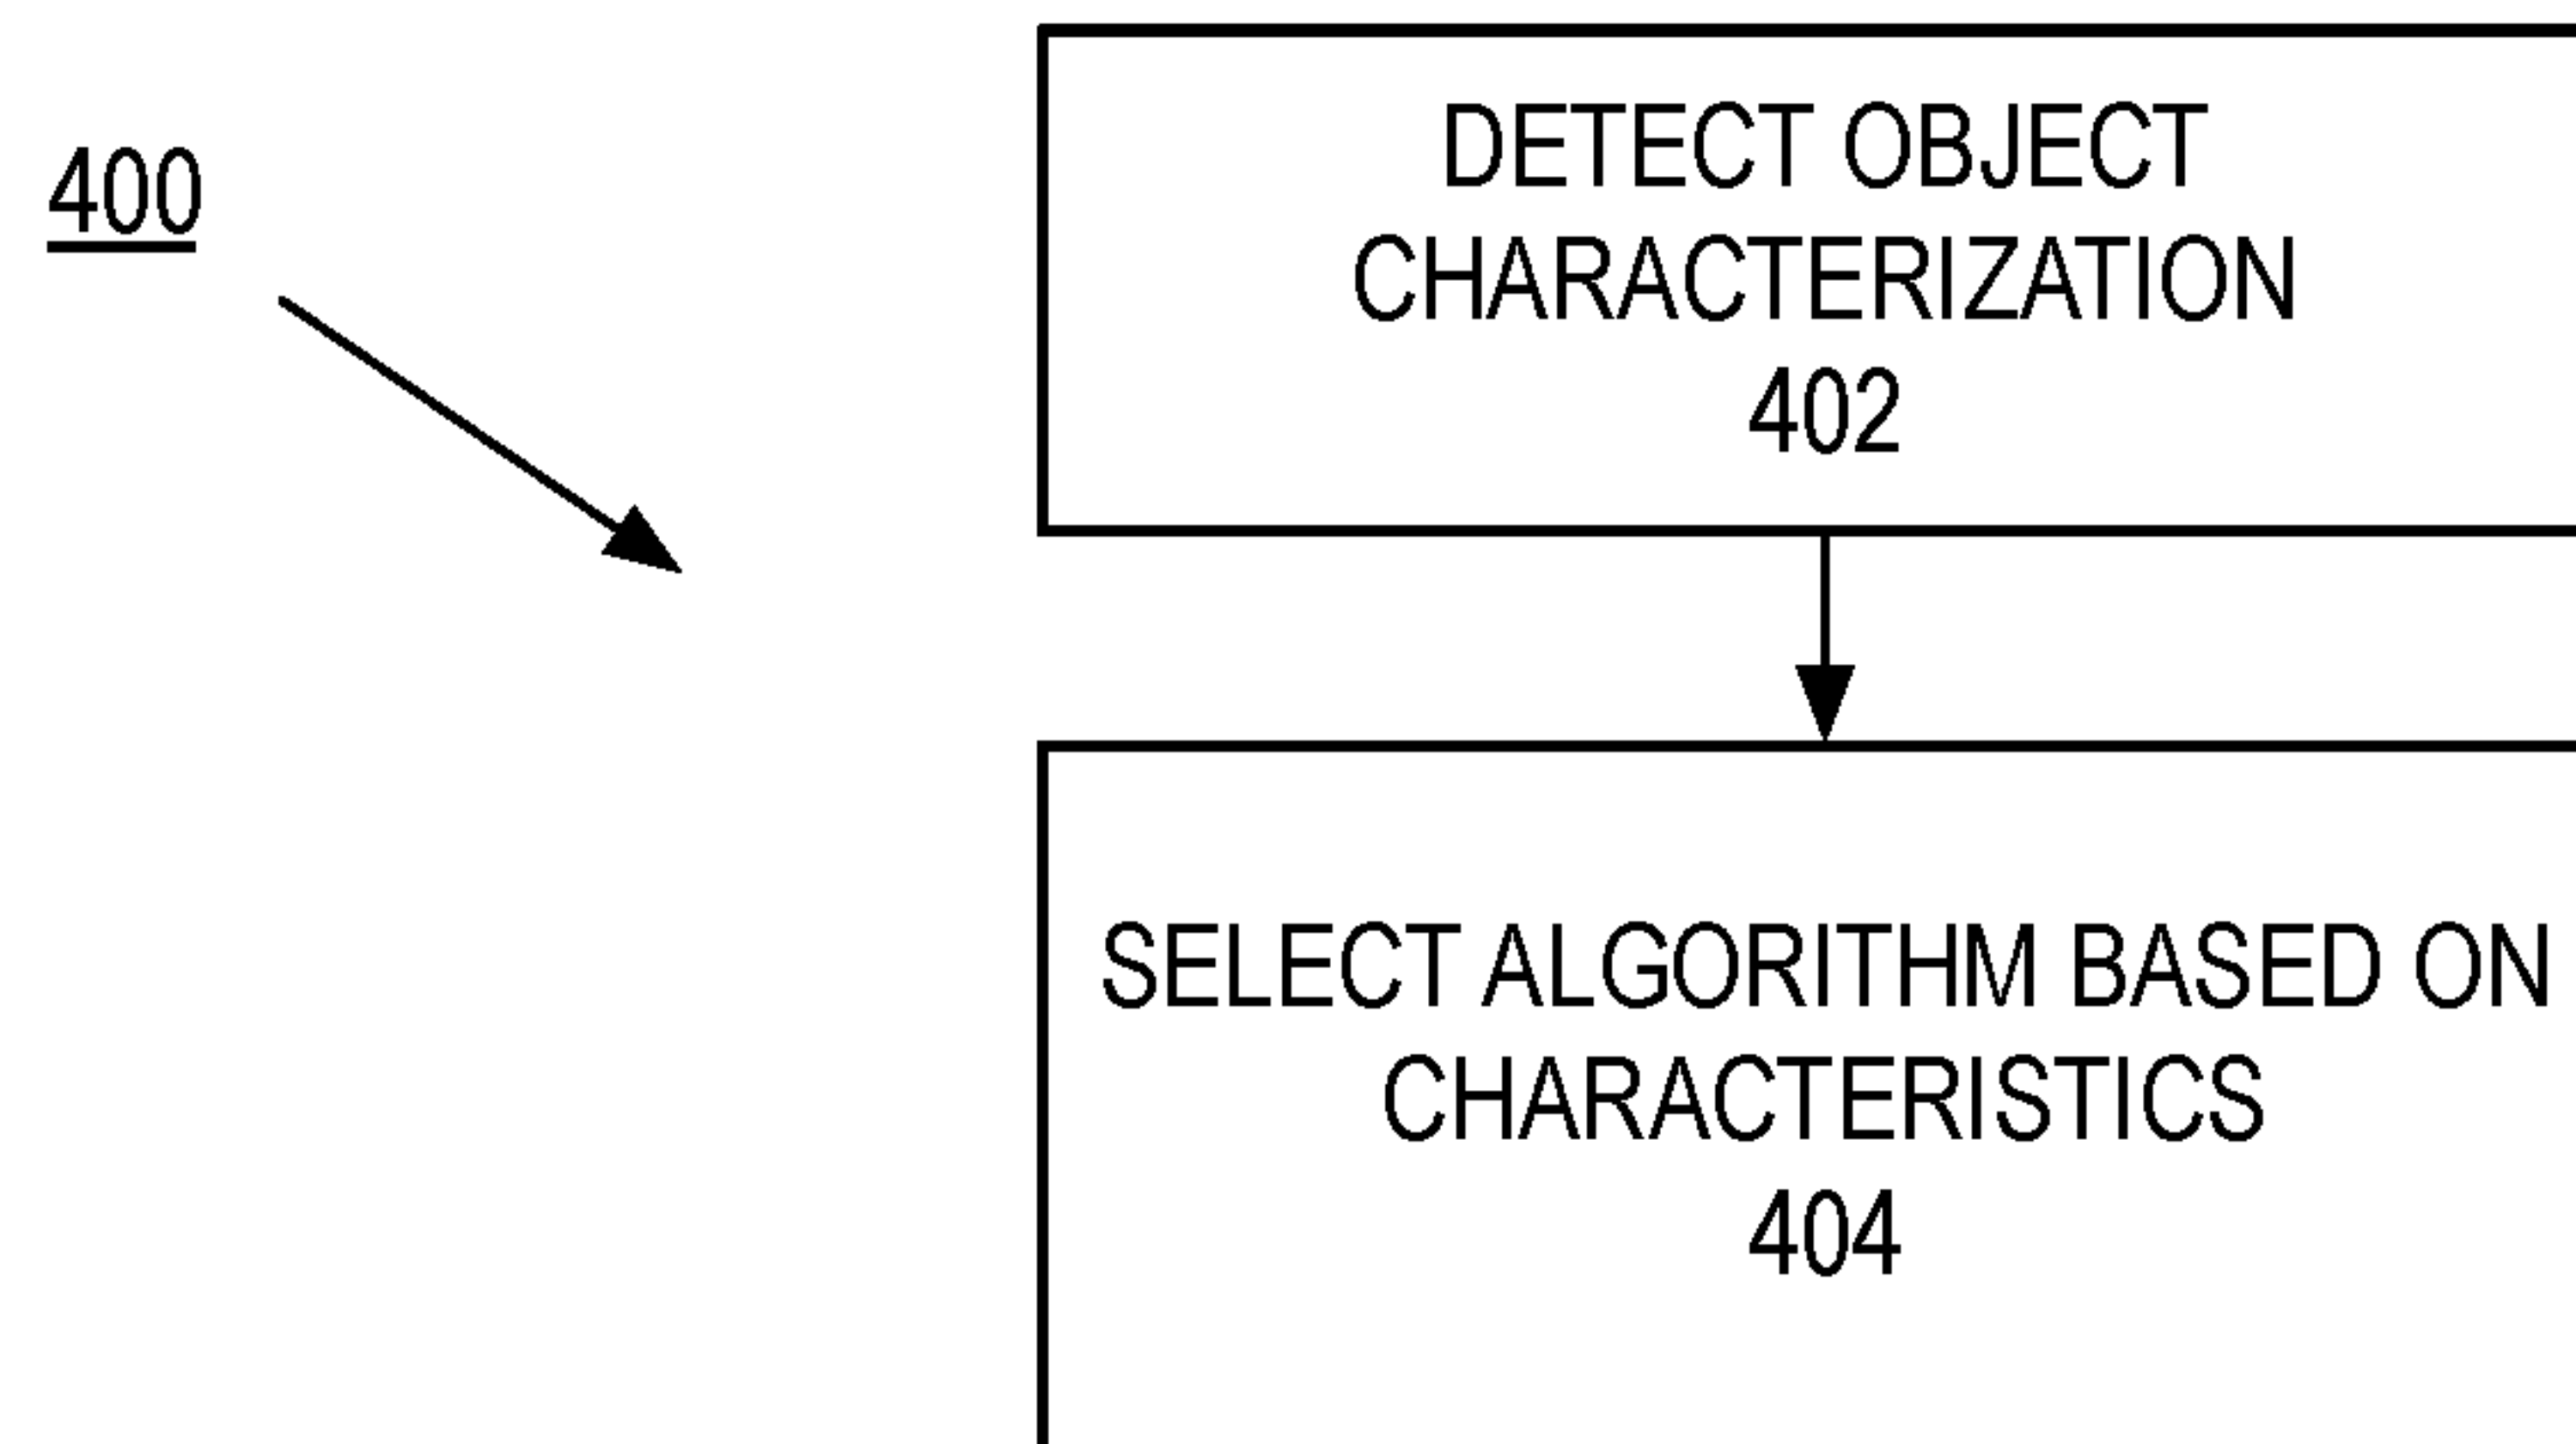 400
DETECT OBJECT
CHARACTERIZATION
402
SELECT ALGORITHM BASED ON
CHARACTERISTICS
404